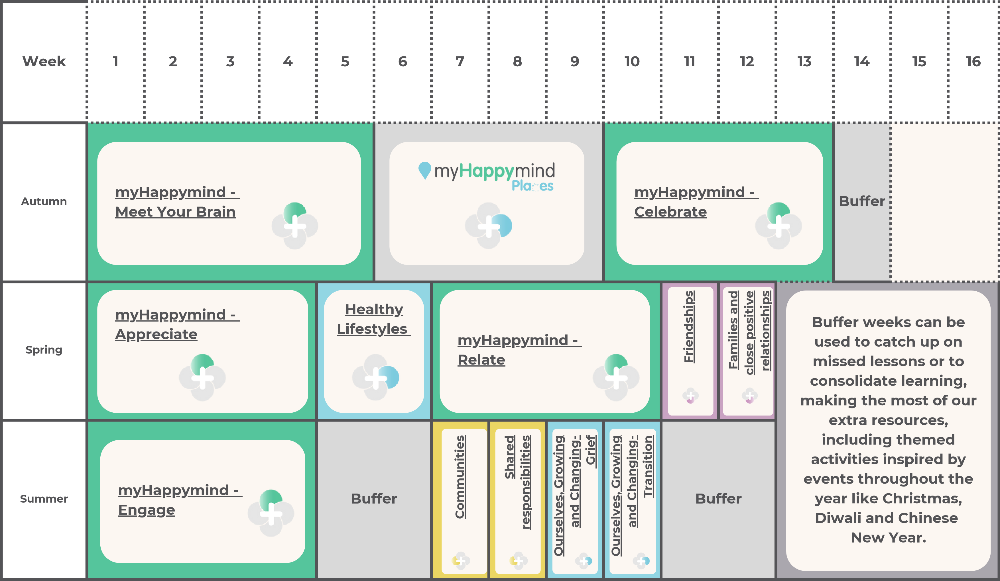 Week 1 2 3 4 5 6 7 8 9 10 11 12 13 14 15 16
Autumn
myHappymind -
Meet Your Brain
myHappymind
Places
myHappymind -
Celebrate
Buffer
Spring
myHappymind -
Appreciate
Healthy
Lifestyles
myHappymind -
Relate
Friendships
Families and
close positive
relationships
Buffer weeks can be
used to catch up on
missed lessons or to
consolidate learning,
making the most of our
extra resources,
including themed
activities inspired by
events throughout the
year like Christmas,
Diwali and Chinese
New Year.
Summer
myHappymind -
Engage
Buffer
Communities
Shared
responsibilities
Ourselves, Growing
and Changing-
Grief
Ourselves, Growing
and Changing-
Transition
Buffer